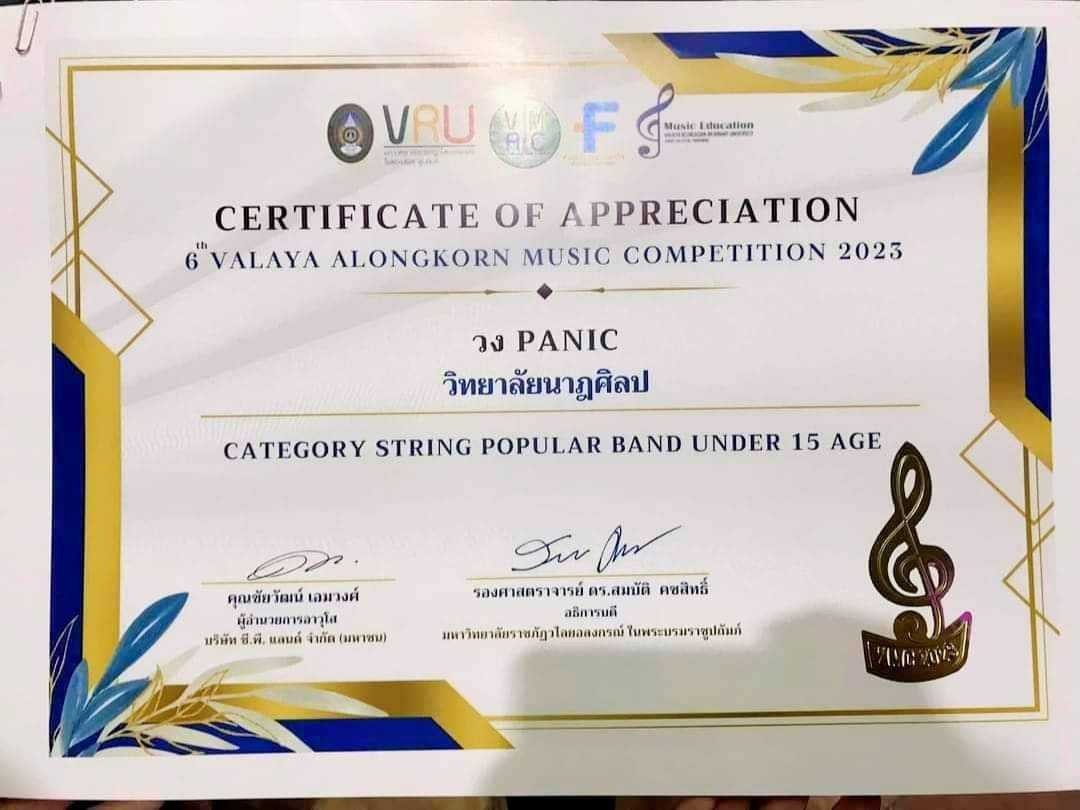 VRU
VM
AC
F
Music Education
CERTIFICATE OF APPRECIATION
6th VALAYA ALONGKORN MUSIC COMPETITION 2023
วง PANIC
วิทยาลัยนาฏศิลป
CATEGORY STRING POPULAR BAND UNDER 15 AGE
คุณชัยวัฒน์ เอมวงศ์
ผู้อำนวยการอาวุโส
บริษัท ซี.พี. แลนด์ จำกัด (มหาชน)
รองศาสตราจารย์ ดร.สมบัติ คชสิทธิ์
อธิการบดี
มหาวิทยาลัยราชภัฏวไลยอลงกรณ์ ในพระบรมราชูปถัมภ์
VRMC 2023